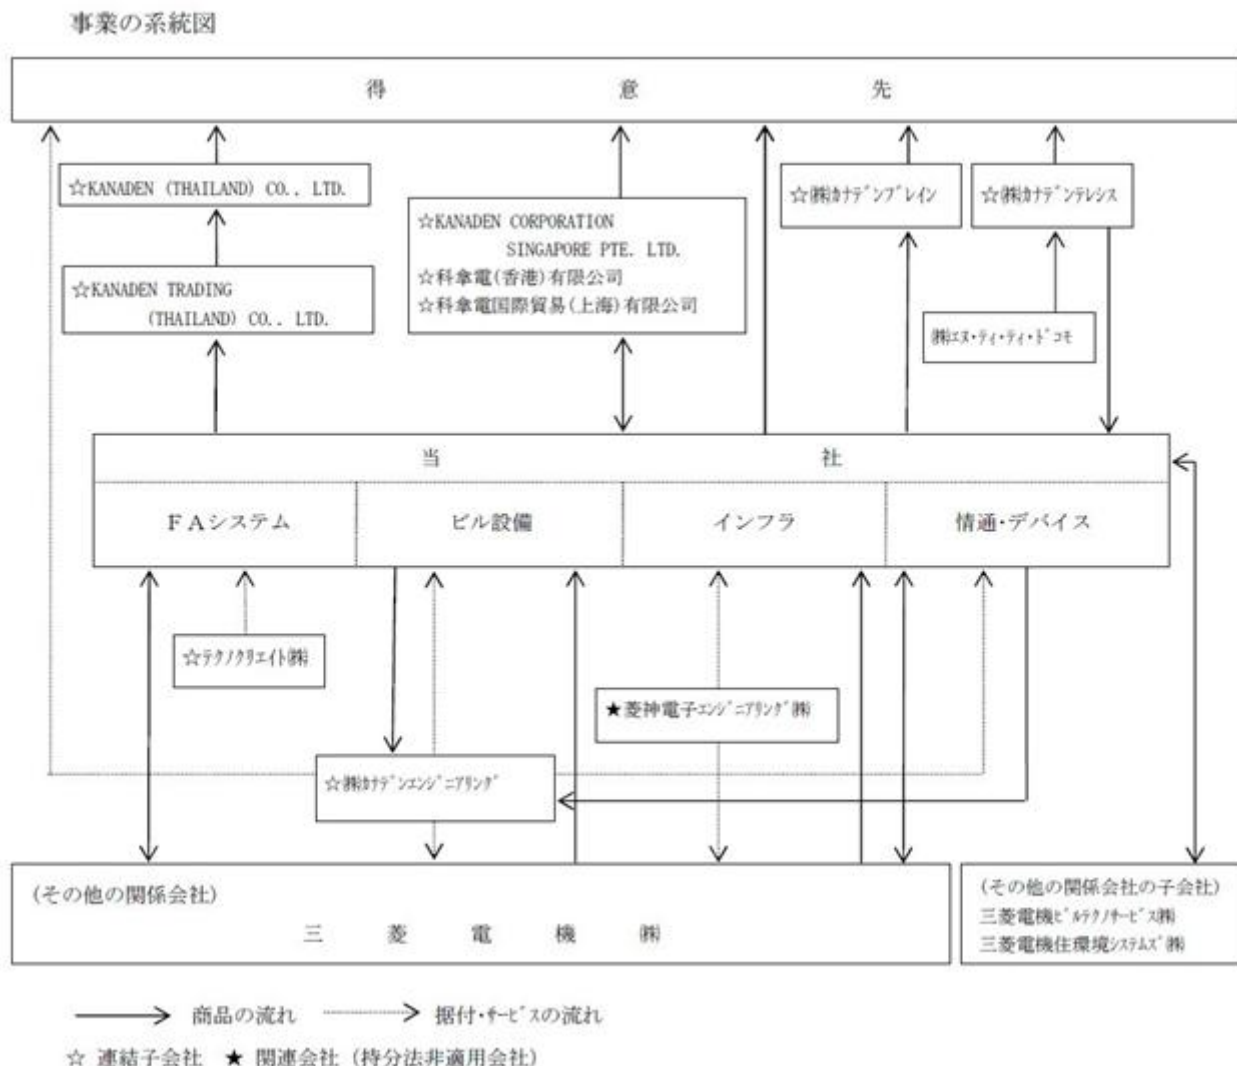 事業の系統図
得意先
☆KANADEN (THAILAND) CO., LTD.
☆KANADEN TRADING
(THAILAND) CO., LTD.
☆KANADEN CORPORATION
SINGAPORE PTE. LTD.
☆科拿電(香港)有限公司
☆科拿電国際貿易(上海)有限公司
☆㈱カナデンブレイン
☆㈱カナデンテレシス
㈱エヌ・ティ・ティ・ドコモ
当社
FAシステム
ビル設備
インフラ
情通・デバイス
☆テクノクリエイト㈱
★菱神電子エンジニアリング㈱
☆㈱カナデンエンジニアリング
(その他の関係会社)
三菱電機㈱
(その他の関係会社の子会社)
三菱電機ビルテクノサービス㈱
三菱電機住環境システムズ㈱
商品の流れ 据付・サービスの流れ
☆ 連結子会社 ★ 関連会社 (持分法非適用会社)